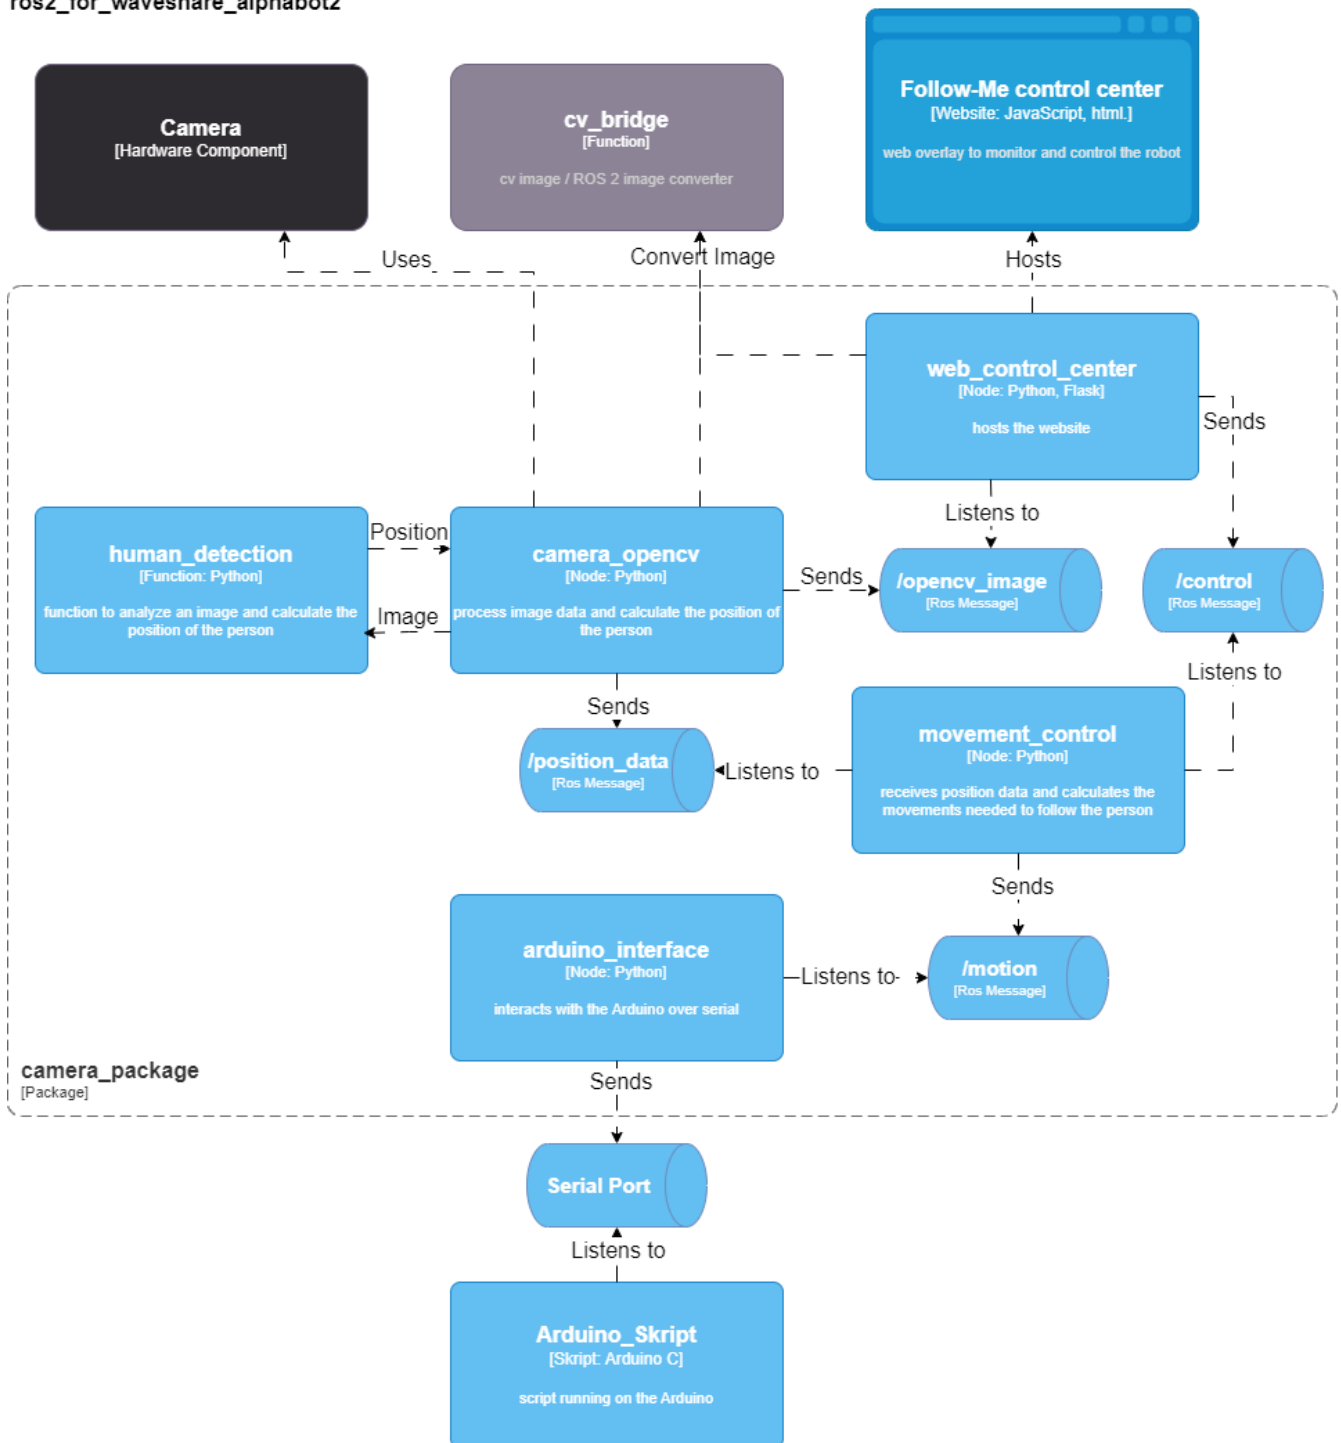 ros2_for_waveshare_alphabot2
Camera
[Hardware Component]
cv_bridge
[Function]
cv image / ROS 2 image converter
Follow-Me control center
[Website: JavaScript, html.]
web overlay to monitor and control the robot
Uses
Convert Image
Hosts
web_control_center
[Node: Python, Flask]
hosts the website
Sends
Listens to
human_detection
[Function: Python]
function to analyze an image and calculate the
position of the person
Position
Image
camera_opencv
[Node: Python]
process image data and calculate the position of
the person
Sends
/opencv_image
[Ros Message]
/control
[Ros Message]
Listens to
Sends
/position_data
[Ros Message]
Listens to
movement_control
[Node: Python]
receives position data and calculates the
movements needed to follow the person
Sends
arduino_interface
[Node: Python]
interacts with the Arduino over serial
Listens to
/motion
[Ros Message]
camera_package
[Package]
Sends
Serial Port
Listens to
Arduino_Skript
[Skript: Arduino C]
script running on the Arduino